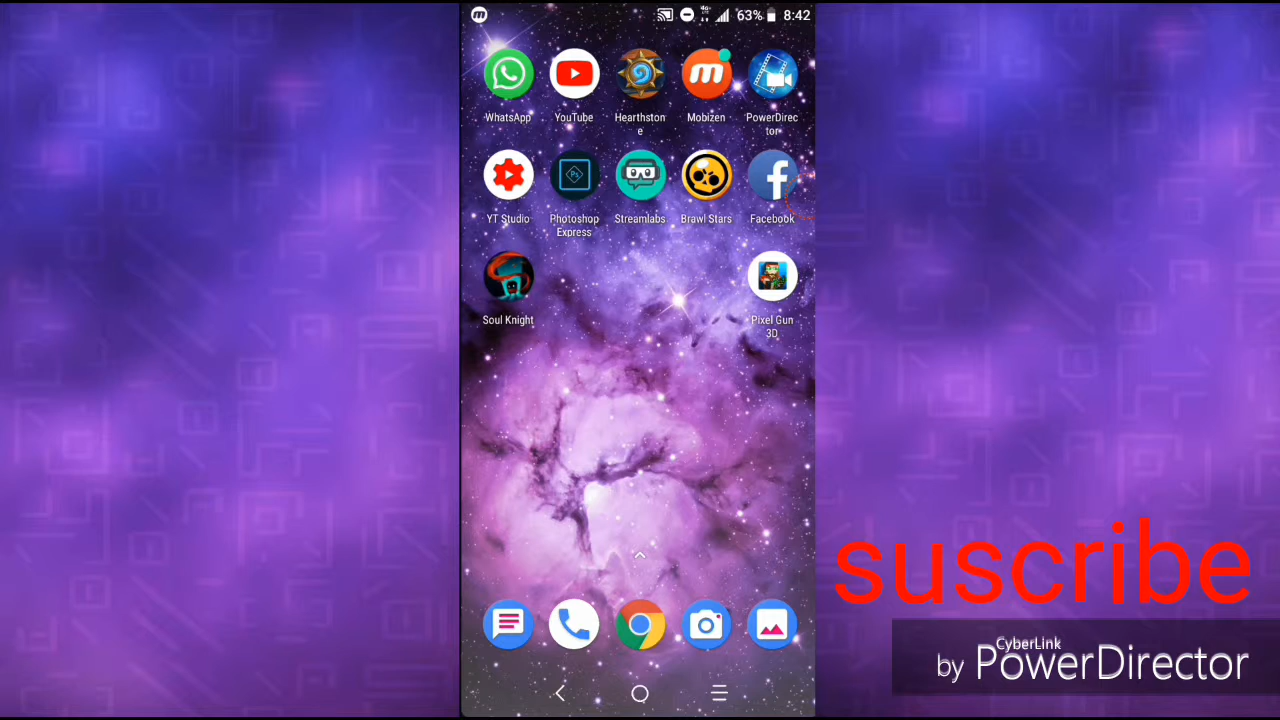 63% 8:42
WhatsApp YouTube Hearthston Mobizen PowerDirec
e tor
YT Studio Photoshop Streamlabs Brawl Stars Facebook
Express
Soul Knight Pixel Gun
3D
suscribe
CyberLink
by PowerDirector